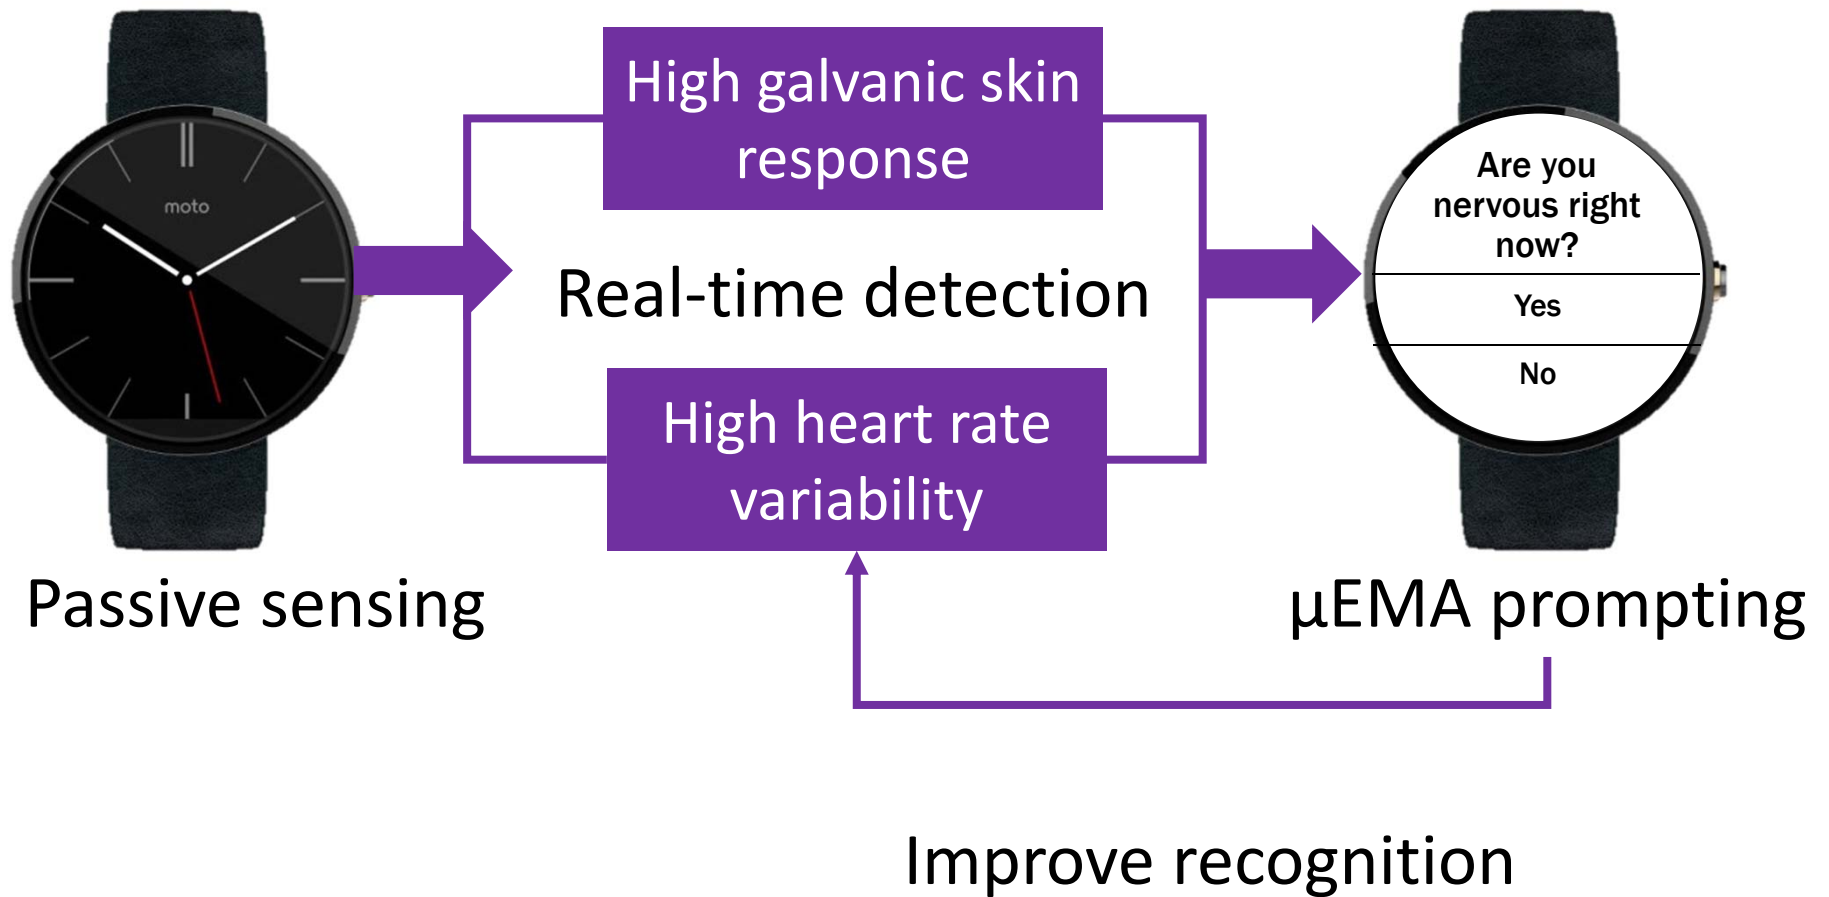 moto
Passive sensing
High galvanic skin
response
Real-time detection
High heart rate
variability
Are you
nervous right
now?
Yes
No
µEMA prompting
Improve recognition